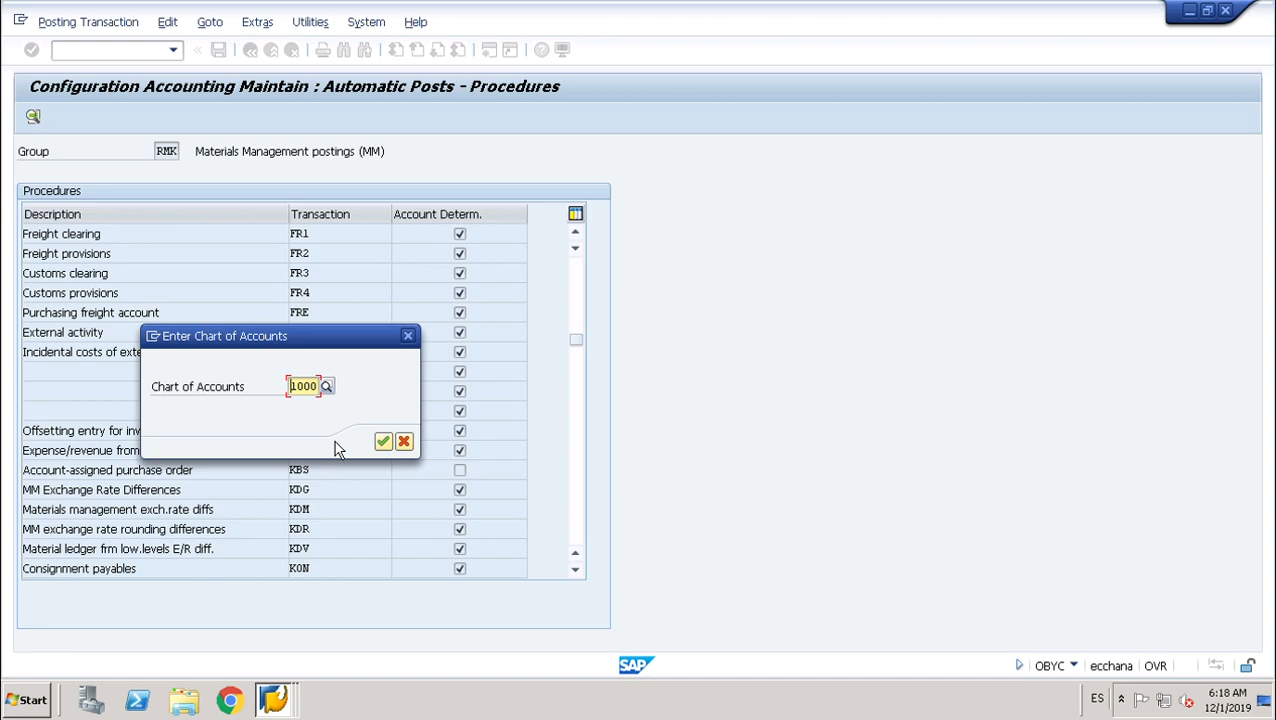 Posting Transaction Edit Goto Extras Utilities System Help
Configuration Accounting Maintain : Automatic Posts - Procedures
Group RMK Materials Management postings (MM)
Procedures
Description Transaction Account Determ.
Freight clearing FR1
Freight provisions FR2
Customs clearing FR3
Customs provisions FR4
Purchasing freight account FRE
External activity
Incidental costs of exte
Enter Chart of Accounts
Chart of Accounts 1000
Offsetting entry for inv
Expense/revenue from
Account-assigned purchase order KBS
MM Exchange Rate Differences KDG
Materials management exch.rate diffs KDM
MM exchange rate rounding differences KDR
Material ledger frm low.levels E/R diff. KDV
Consignment payables KON
SAP OBYC ecchana OVR
Start ES 6:18 AM
12/1/2019